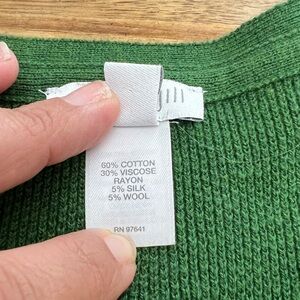 60% COTTON
30% VISCOSE
RAYON
5% SILK
5% WOOL
RN 97641